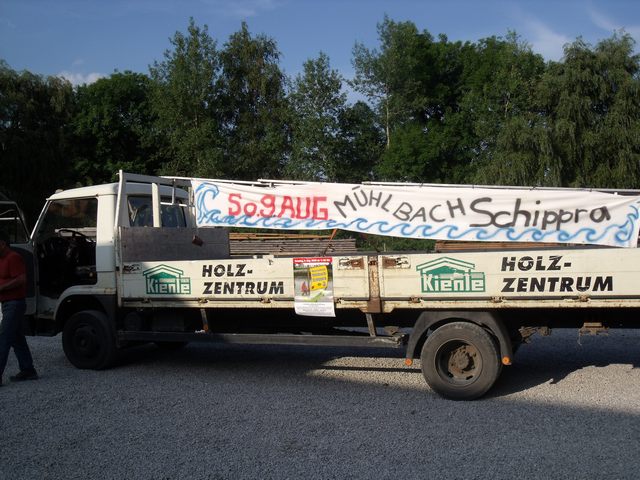 So.9.AUG MÜHLBACH Schippra
Kienle HOLZ-
ZENTRUM
Kienle HOLZ-
ZENTRUM